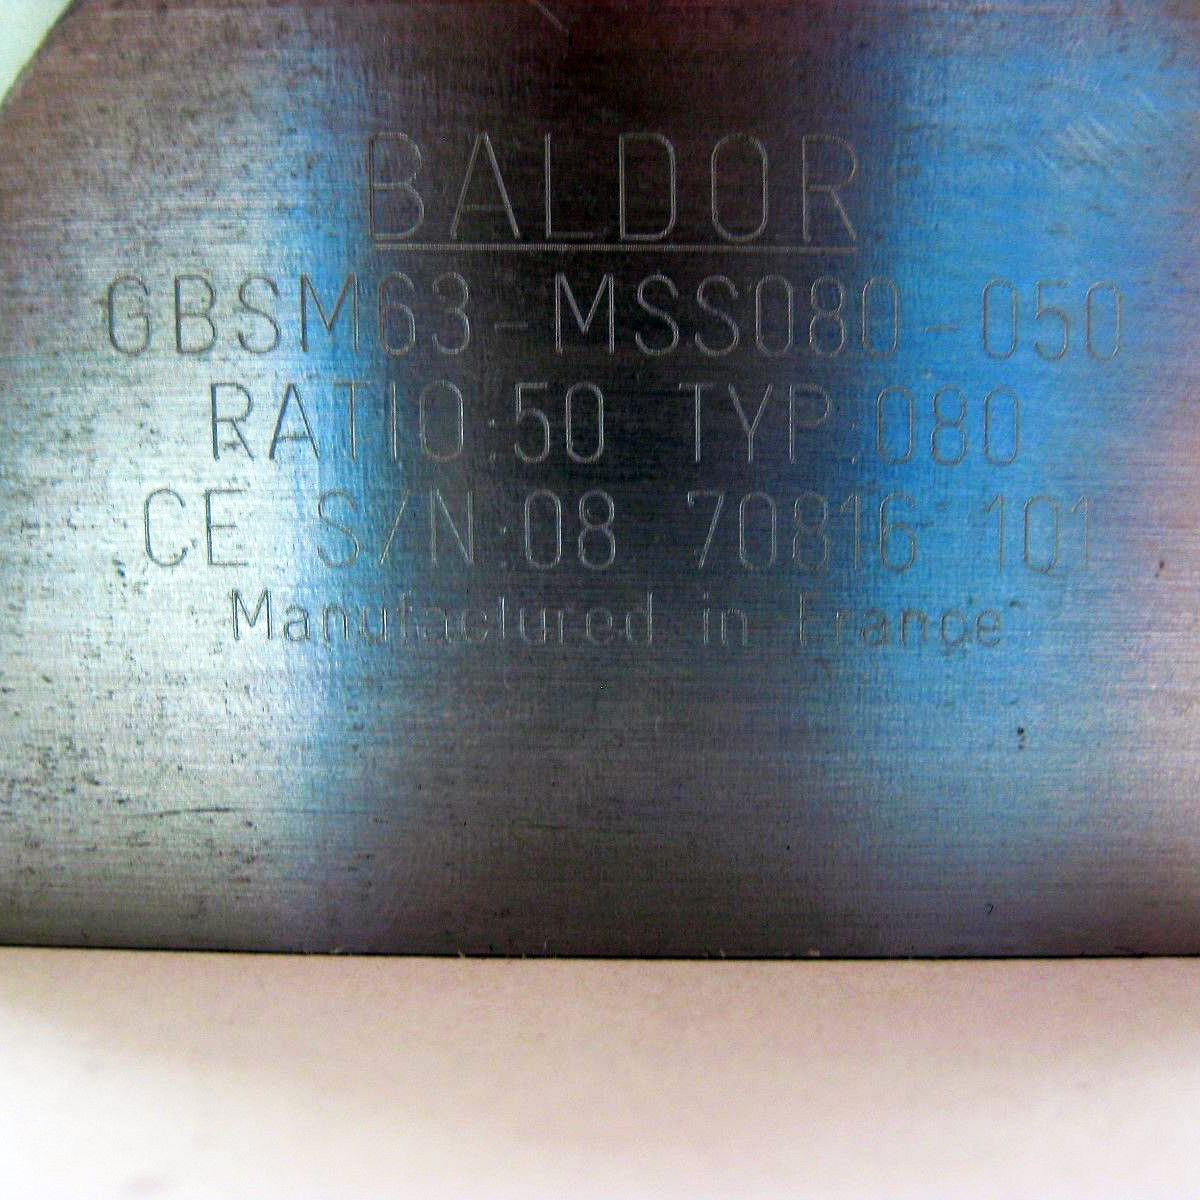 BALDOR
GBSM63-MSS080-050
RATIO:50 TYP:080
CE S/N:08 70816 101
Manufactured in France